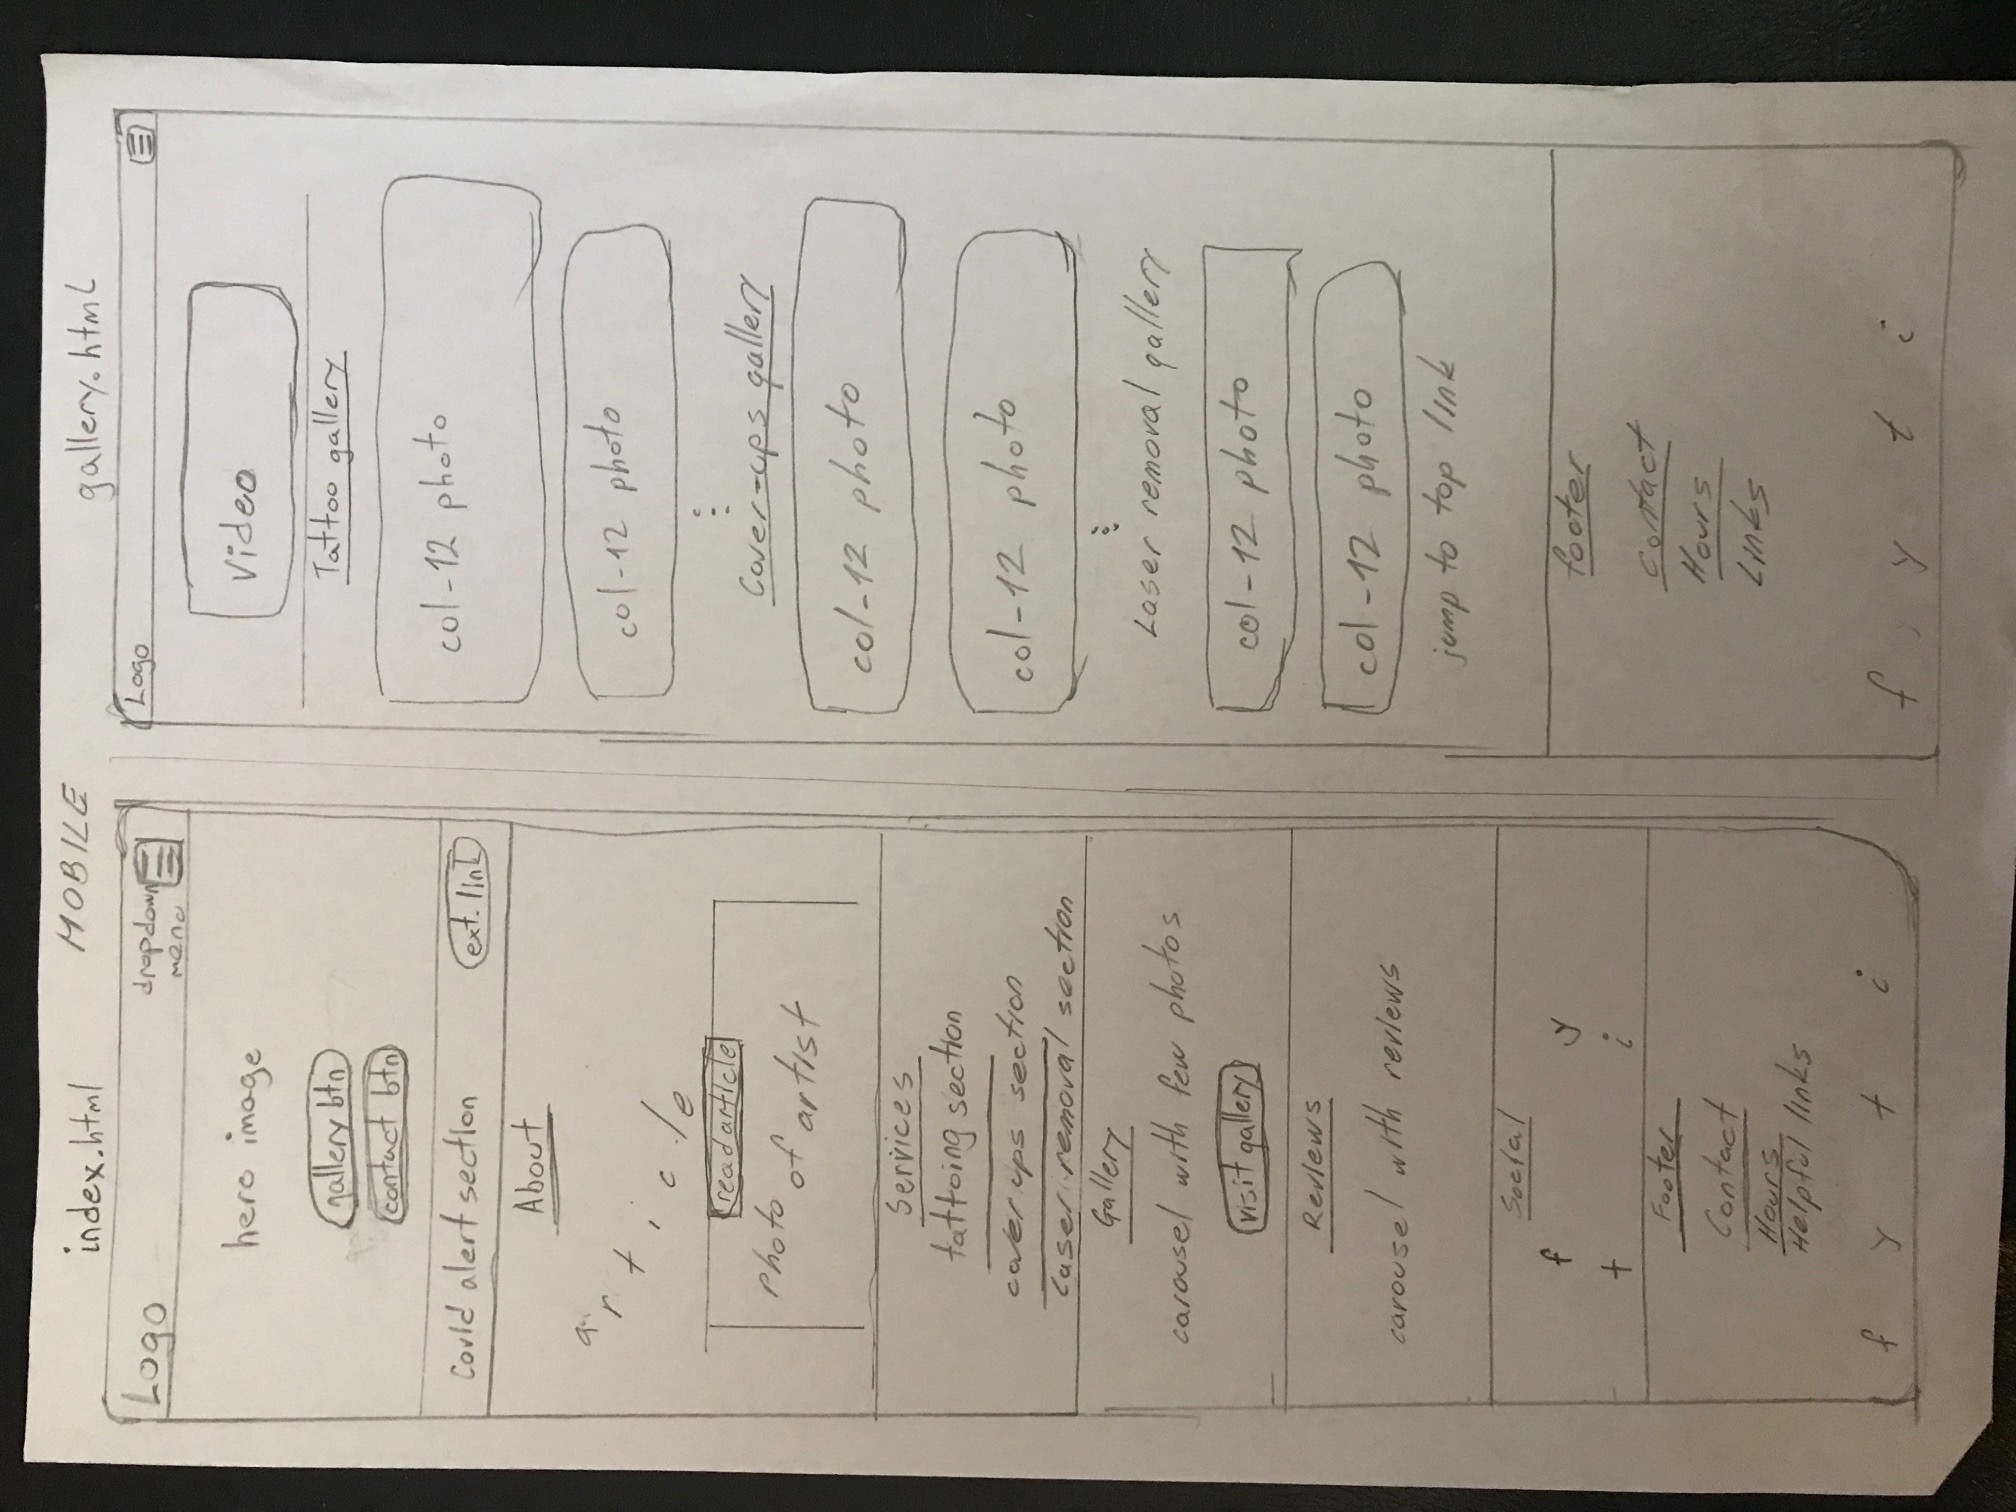 MOBILE
index.html
Logo
dropdown
menu
hero image
gallery btn
contact btn
Covid alert section
ext. link
About
article
read article
photo of artist
Services
tattoing section
cover ups section
Laser removal section
Gallery
carousel with few photos
visit gallery
Reviews
carousel with reviews
Social
f y
t i
Footer
Contact
Hours
Helpful links
f y t i
gallery.html
Logo
Video
Tattoo gallery
col-12 photo
col-12 photo
Cover-ups gallery
col-12 photo
col-12 photo
Laser removal gallery
col-12 photo
col-12 photo
jump to top link
footer
contact
Hours
Links
f y t i